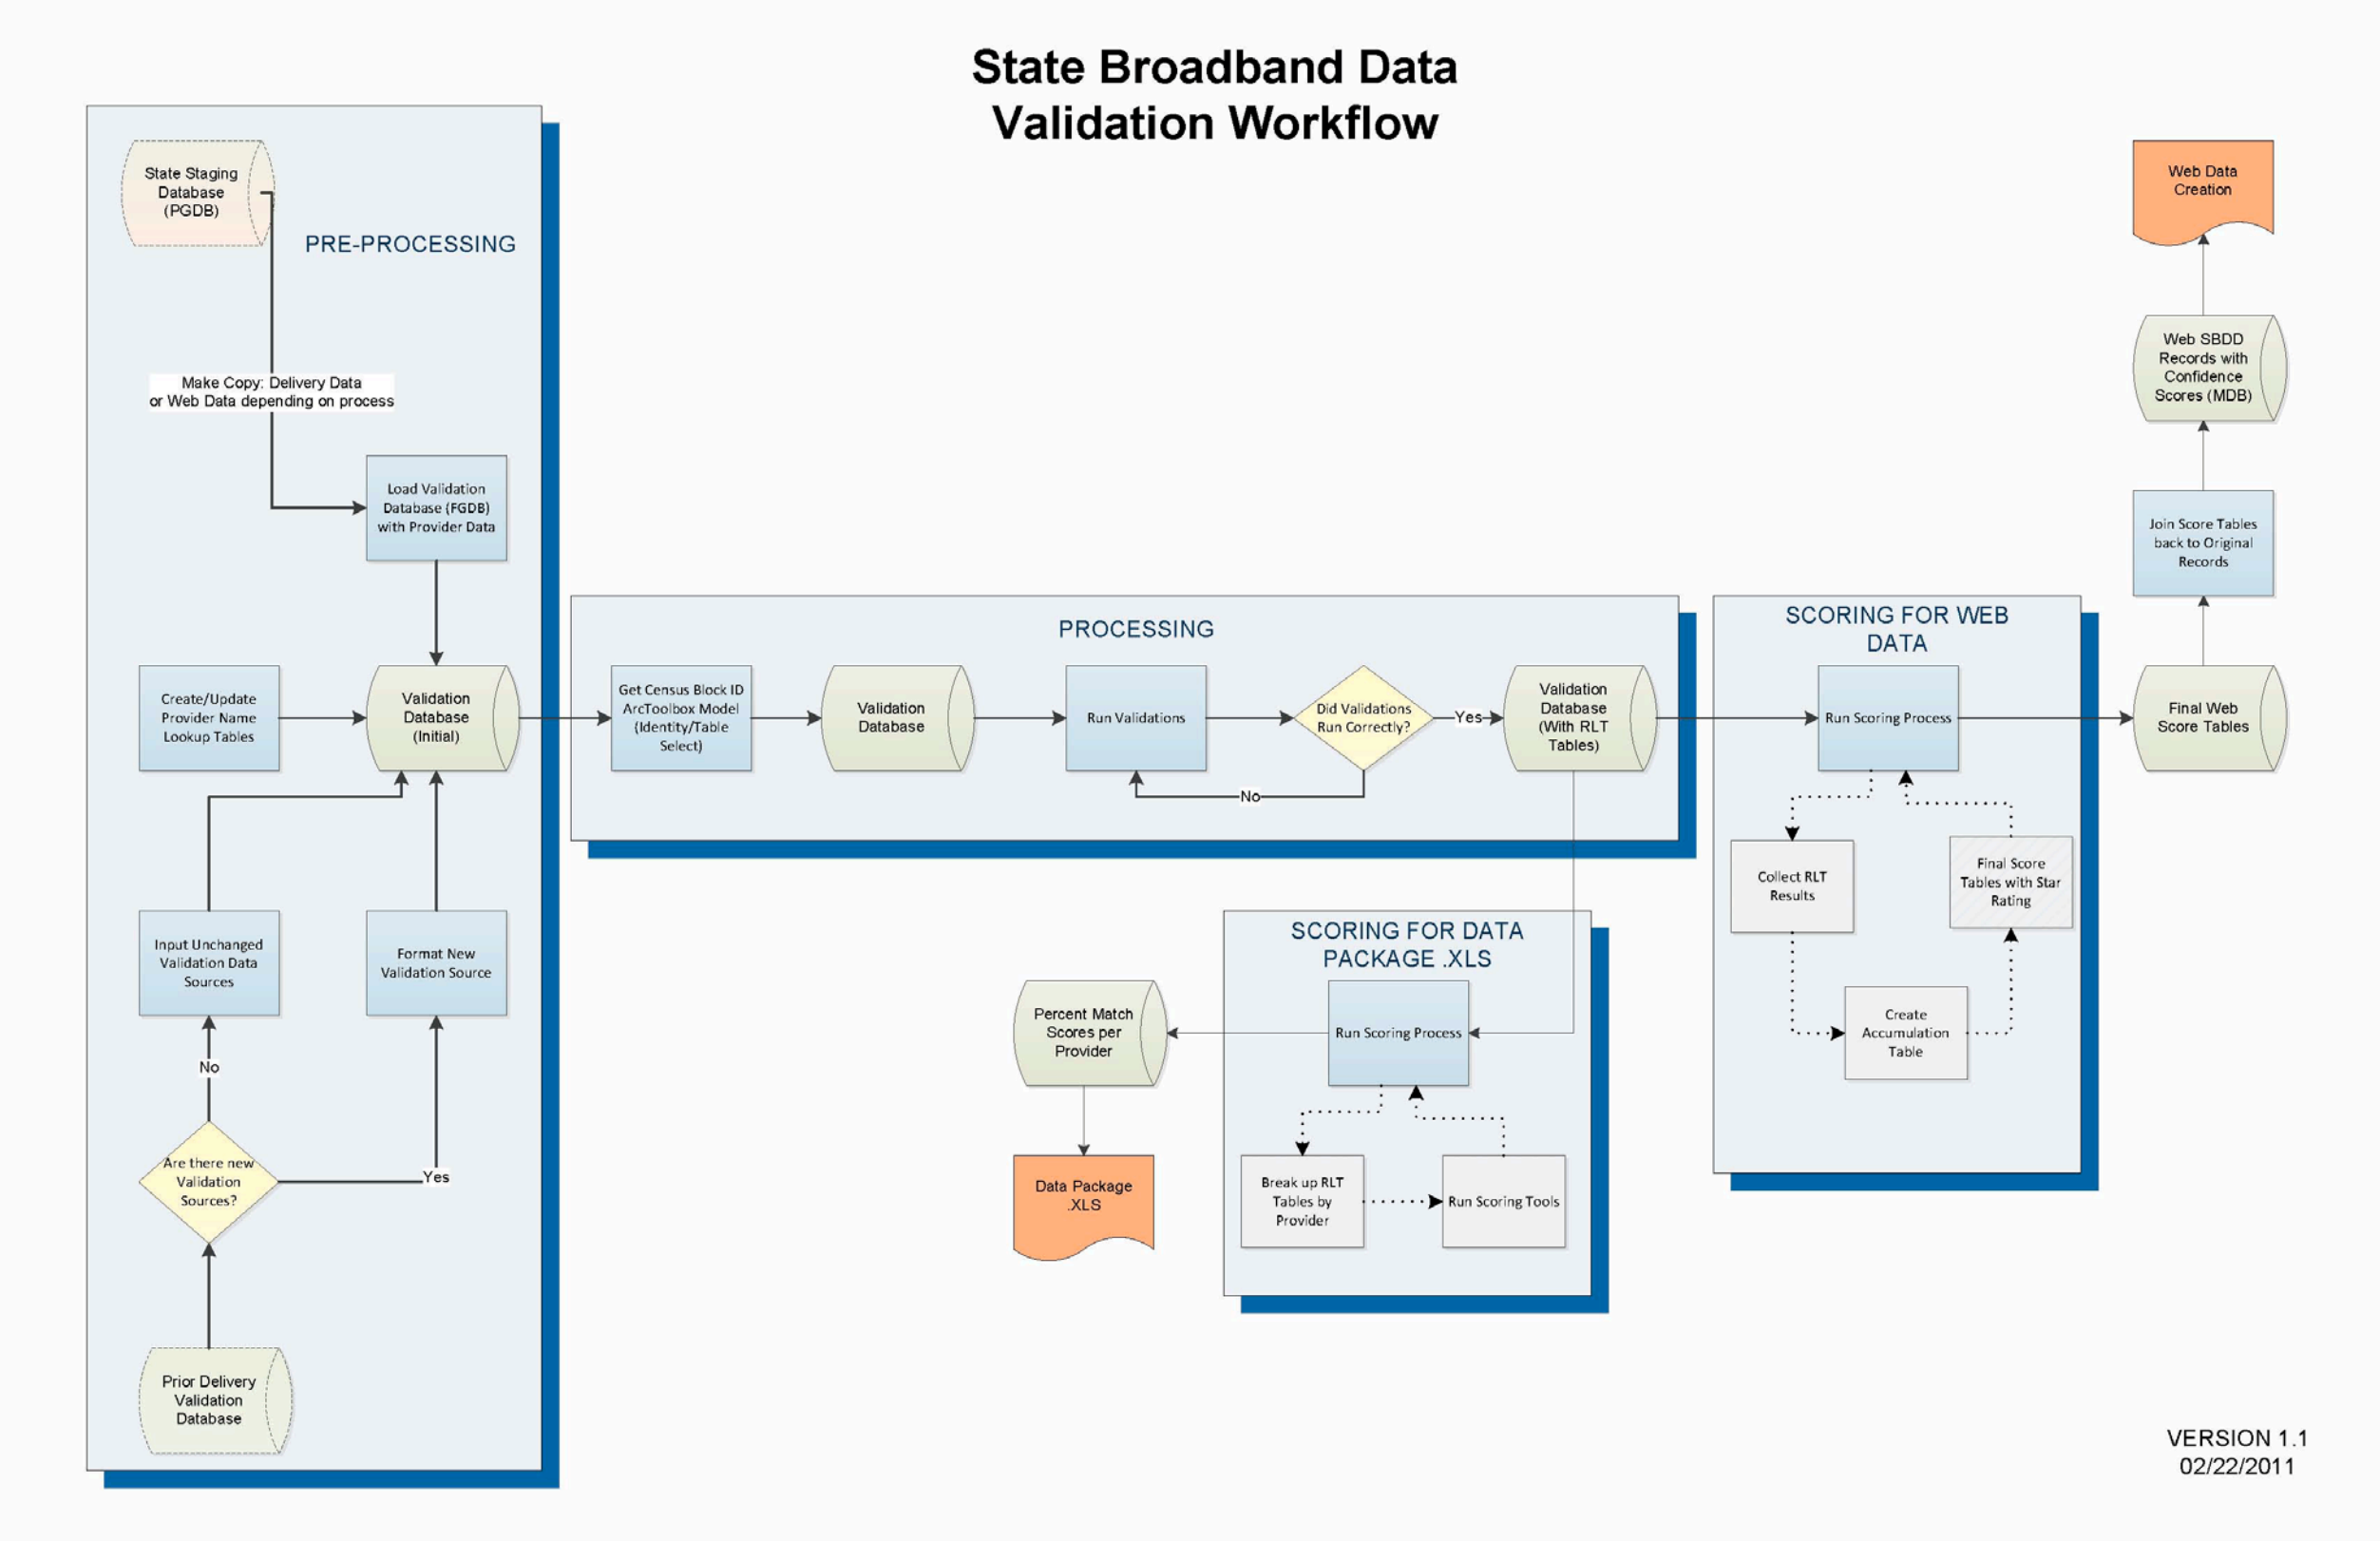 State Broadband Data
Validation Workflow
State Staging
Database
(PGDB)
PRE-PROCESSING
Make Copy: Delivery Data
or Web Data depending on process
Load Validation
Database (FGDB)
with Provider Data
Create/Update
Provider Name
Lookup Tables
Validation
Database
(Initial)
Input Unchanged
Validation Data
Sources
Format New
Validation Source
No
Are there new
Validation
Sources?
Yes
Prior Delivery
Validation
Database
PROCESSING
Get Census Block ID
ArcToolbox Model
(Identity/Table
Select)
Validation
Database
Run Validations
Did Validations
Run Correctly?
Yes
No
Validation
Database
(With RLT
Tables)
SCORING FOR DATA
PACKAGE .XLS
Run Scoring Process
Percent Match
Scores per
Provider
Data Package
.XLS
Break up RLT
Tables by
Provider
Run Scoring Tools
SCORING FOR WEB
DATA
Run Scoring Process
Collect RLT
Results
Final Score
Tables with Star
Rating
Create
Accumulation
Table
Web Data
Creation
Web SBDD
Records with
Confidence
Scores (MDB)
Join Score Tables
back to Original
Records
Final Web
Score Tables
VERSION 1.1
02/22/2011